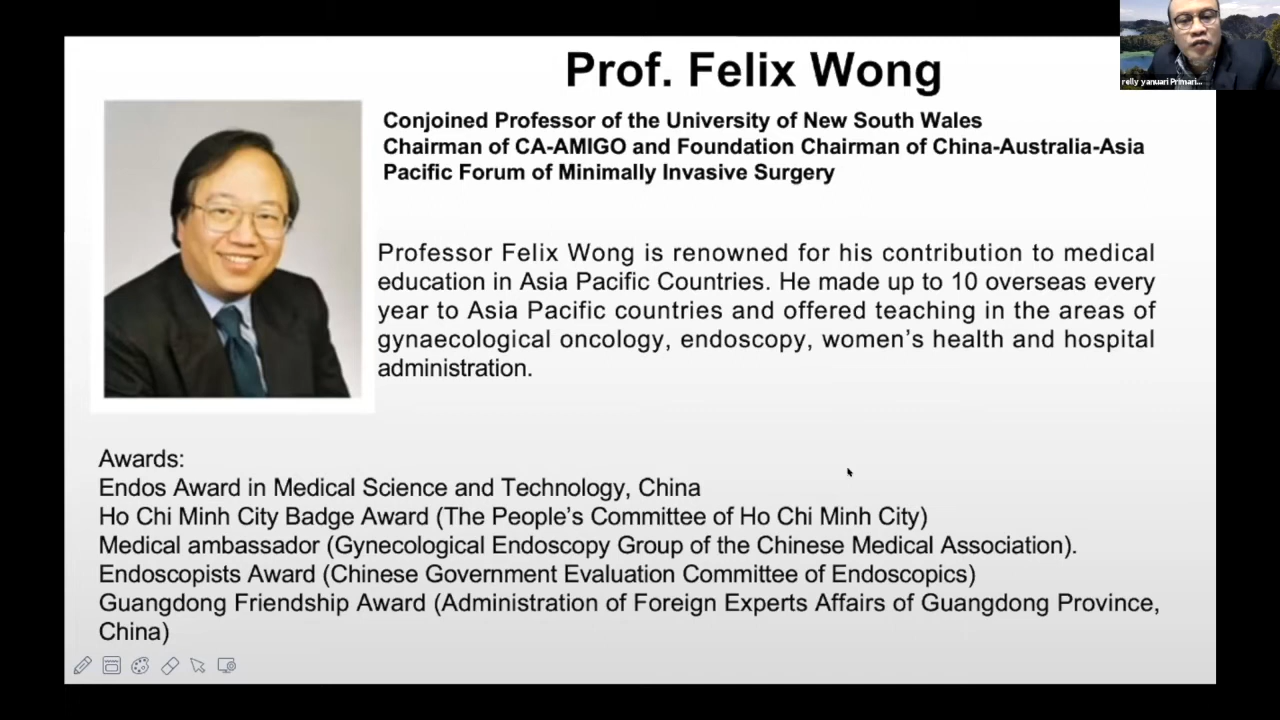 Prof. Felix Wong
relly yanuari Primari...
Conjoined Professor of the University of New South Wales
Chairman of CA-AMIGO and Foundation Chairman of China-Australia-Asia
Pacific Forum of Minimally Invasive Surgery
Professor Felix Wong is renowned for his contribution to medical
education in Asia Pacific Countries. He made up to 10 overseas every
year to Asia Pacific countries and offered teaching in the areas of
gynaecological oncology, endoscopy, women’s health and hospital
administration.
Awards:
Endos Award in Medical Science and Technology, China
Ho Chi Minh City Badge Award (The People’s Committee of Ho Chi Minh City)
Medical ambassador (Gynecological Endoscopy Group of the Chinese Medical Association).
Endoscopists Award (Chinese Government Evaluation Committee of Endoscopics)
Guangdong Friendship Award (Administration of Foreign Experts Affairs of Guangdong Province,
China)